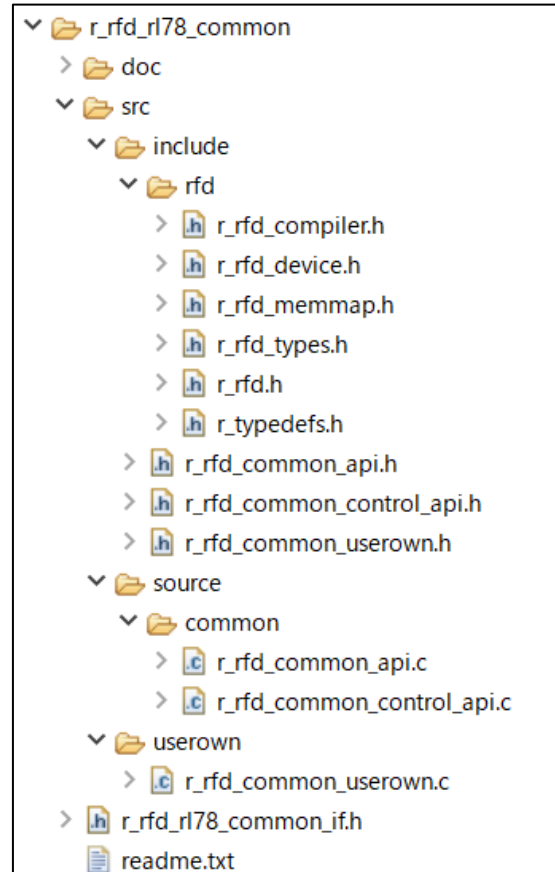 r_rfd_rl78_common
doc
src
include
rfd
r_rfd_compiler.h
r_rfd_device.h
r_rfd_memmap.h
r_rfd_types.h
r_rfd.h
r_typedefs.h
r_rfd_common_api.h
r_rfd_common_control_api.h
r_rfd_common_userown.h
source
common
r_rfd_common_api.c
r_rfd_common_control_api.c
userown
r_rfd_common_userown.c
r_rfd_rl78_common_if.h
readme.txt